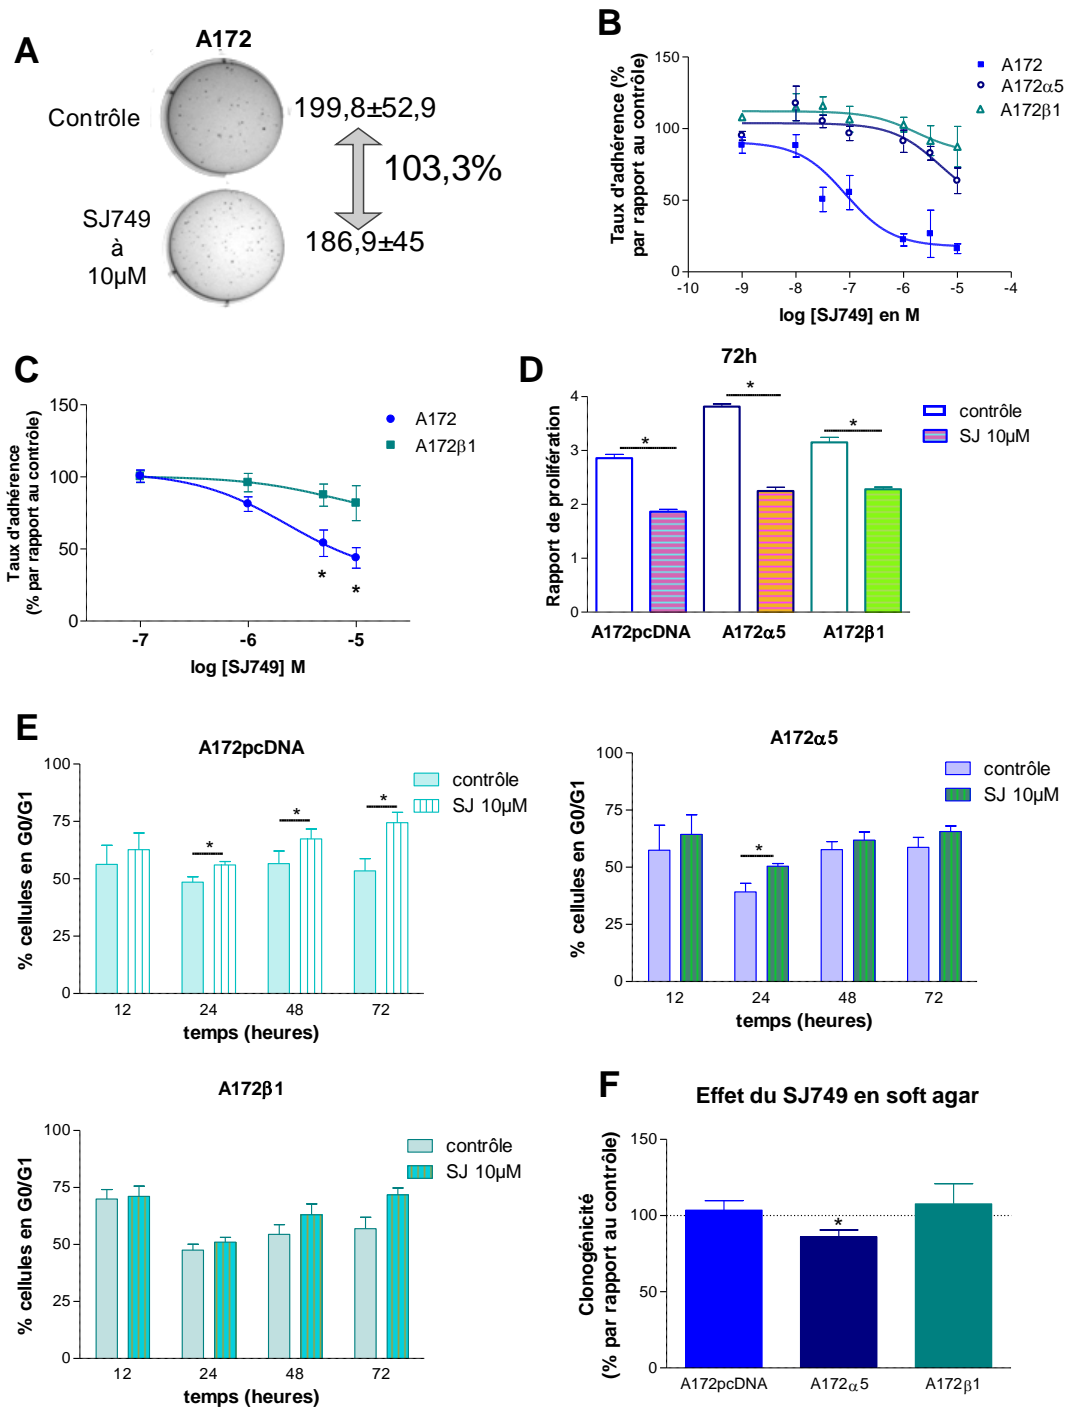 A
A172
Contrôle
199,8±52,9
103,3%
SJ749
à
10µM
186,9±45
B
Taux d'adhérence (%
par rapport au contrôle)
150
100
50
0
-10 -9 -8 -7 -6 -5 -4
log [SJ749] en M
A172
A172α5
A172β1
C
Taux d'adhérence
(% par rapport au contrôle)
150
100
50
0
* *
-7 -6 -5
log [SJ749] M
A172
A172β1
D
72h
Rapport de prolifération
4
3
2
1
0
* * *
A172pcDNA A172α5 A172β1
contrôle
SJ 10µM
E
A172pcDNA
% cellules en G0/G1
100
75
50
25
0
* * *
12 24 48 72
temps (heures)
contrôle
SJ 10µM
A172α5
% cellules en G0/G1
100
75
50
25
0
*
12 24 48 72
temps (heures)
contrôle
SJ 10µM
A172β1
% cellules en G0/G1
100
75
50
25
0
12 24 48 72
temps (heures)
contrôle
SJ 10µM
F
Effet du SJ749 en soft agar
Clonogénicité
(% par rapport au contrôle)
150
100
50
0
*
A172pcDNA A172α5 A172β1